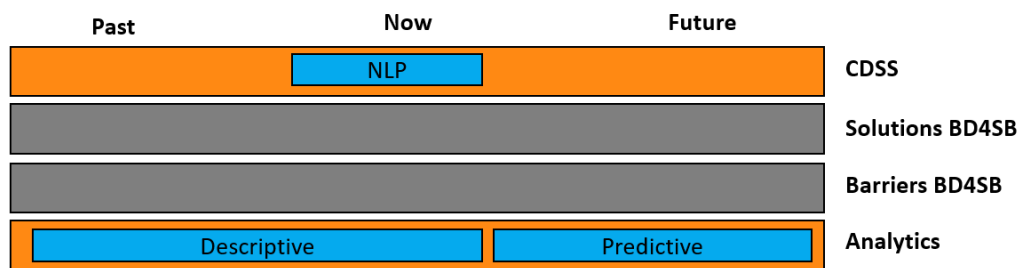 Past Now Future
NLP CDSS
Solutions BD4SB
Barriers BD4SB
Descriptive Predictive Analytics